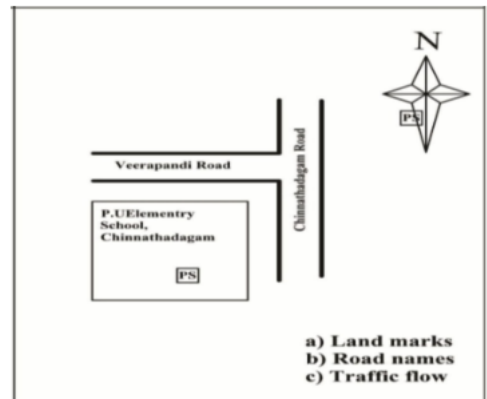 N
PS
Veerapandi Road
Chinnathadagam Road
P.UElementry
School,
Chinnathadagam
PS
a) Land marks
b) Road names
c) Traffic flow